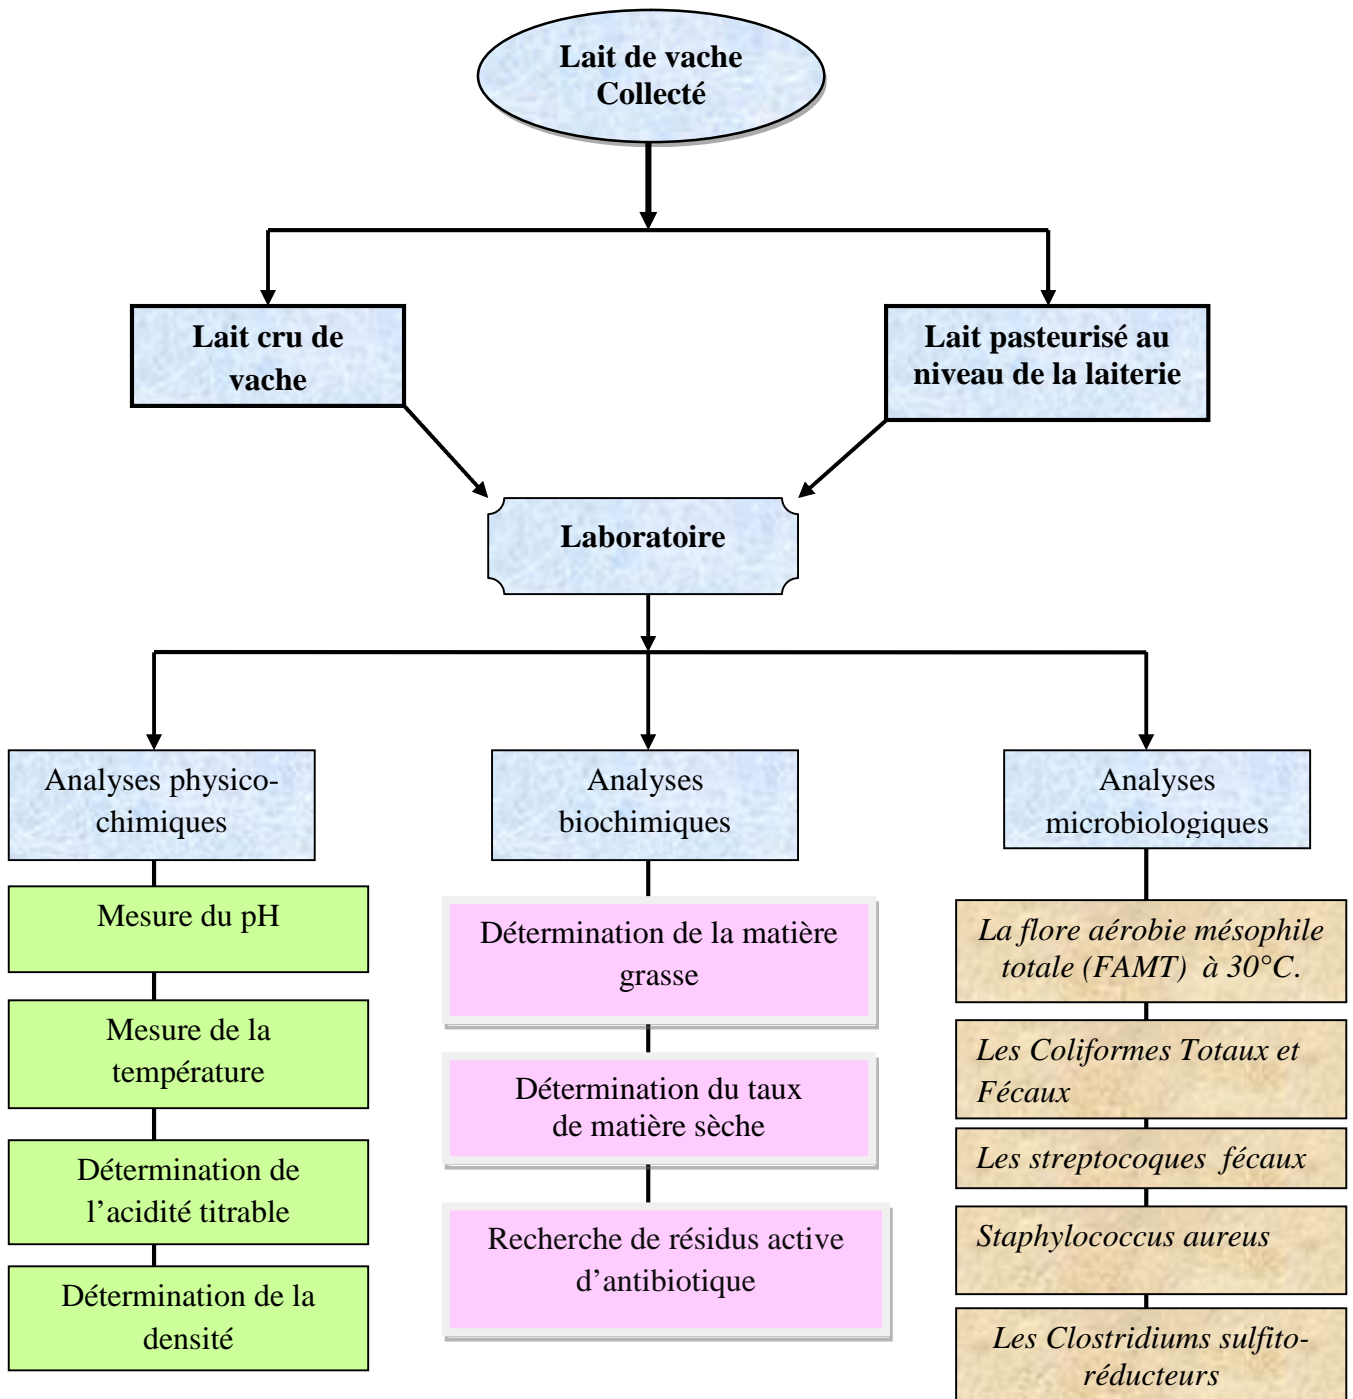 Lait de vache
Collecté
Lait cru de
vache
Lait pasteurisé au
niveau de la laiterie
Laboratoire
Analyses physico-
chimiques
Mesure du pH
Mesure de la
température
Détermination de
l’acidité titrable
Détermination de la
densité
Analyses
biochimiques
Détermination de la matière
grasse
Détermination du taux
de matière sèche
Recherche de résidus active
d’antibiotique
Analyses
microbiologiques
La flore aérobie mésophile
totale (FAMT) à 30°C.
Les Coliformes Totaux et
Fécaux
Les streptocoques fécaux
Staphylococcus aureus
Les Clostridiums sulfito-
réducteurs